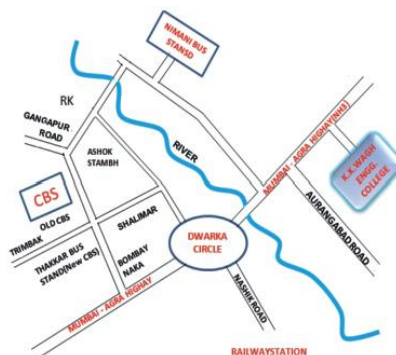 NIMANI BUS
STANSD
RK
GANGAPUR
ROAD
RIVER
MUMBAI - AGRA HIGHAY(NH3)
K.K.WAGH
ENGG.
COLLEGE
ASHOK
STAMBH
CBS
OLD CBS
TRIMBAK
SHALIMAR
THAKKAR BUS
STAND(New CBS)
BOMBAY
NAKA
DWARKA
CIRCLE
AURANGABAD ROAD
MUMBAI - AGRA HIGHAY
NASHIK ROAD
RAILWAYSTATION